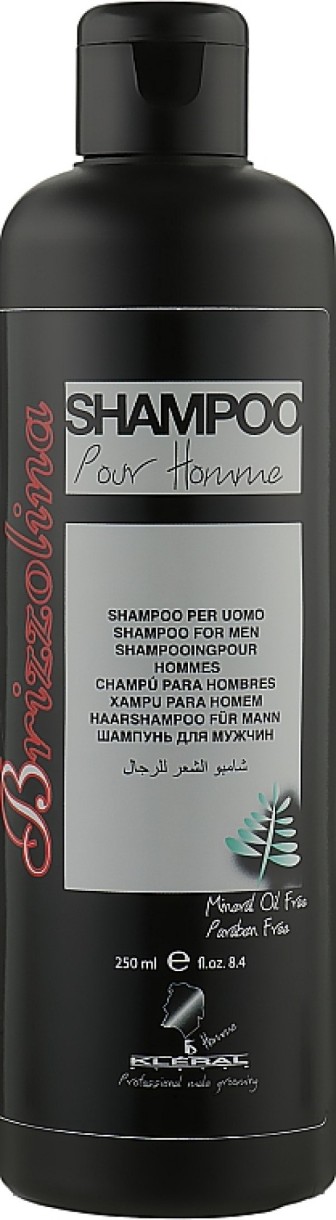 Brizzolina
SHAMPOO
Pour Homme
SHAMPOO PER UOMO
SHAMPOO FOR MEN
SHAMPOOINGPOUR
HOMMES
CHAMPÚ PARA HOMBRES
XAMPU PARA HOMEM
HAARSHAMPOO FÜR MANN
ШАМПУНЬ ДЛЯ МУЖЧИН
شامبو الشعر للرجال
Mineral Oil Free
Paraben Free
250 ml e fl.oz. 8.4
Homme
KLÉRAL
Professional male grooming